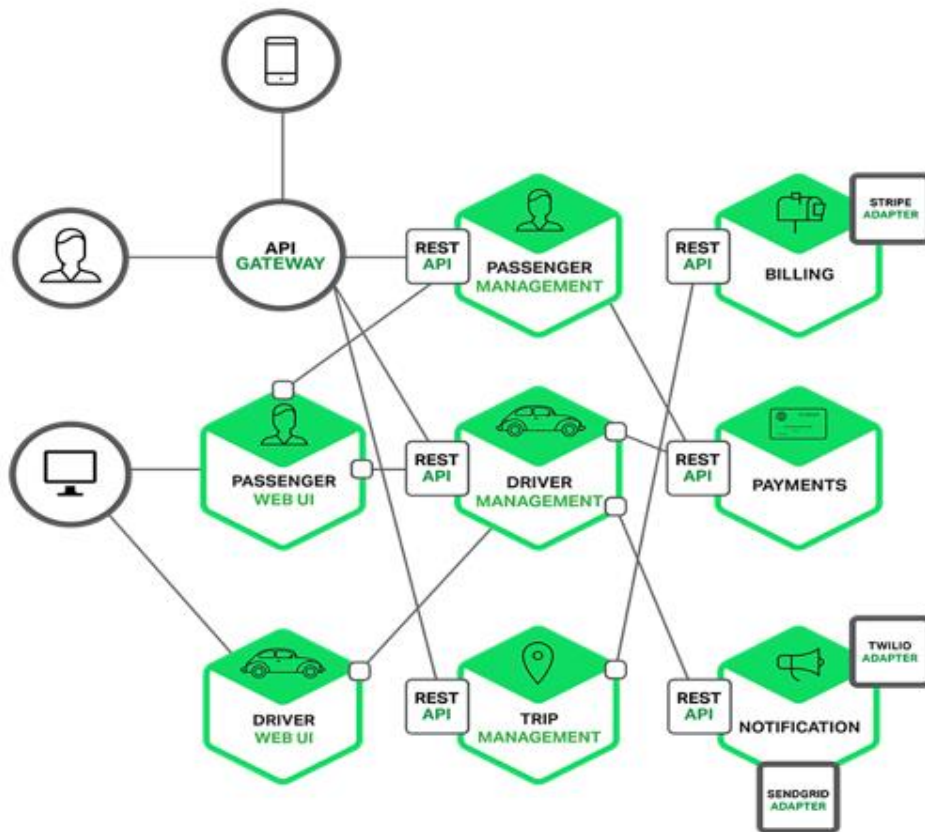 API
GATEWAY
REST
API
PASSENGER
MANAGEMENT
REST
API
BILLING
STRIPE
ADAPTER
PASSENGER
WEB UI
REST
API
DRIVER
MANAGEMENT
REST
API
PAYMENTS
DRIVER
WEB UI
REST
API
TRIP
MANAGEMENT
REST
API
NOTIFICATION
TWILIO
ADAPTER
SENDGRID
ADAPTER